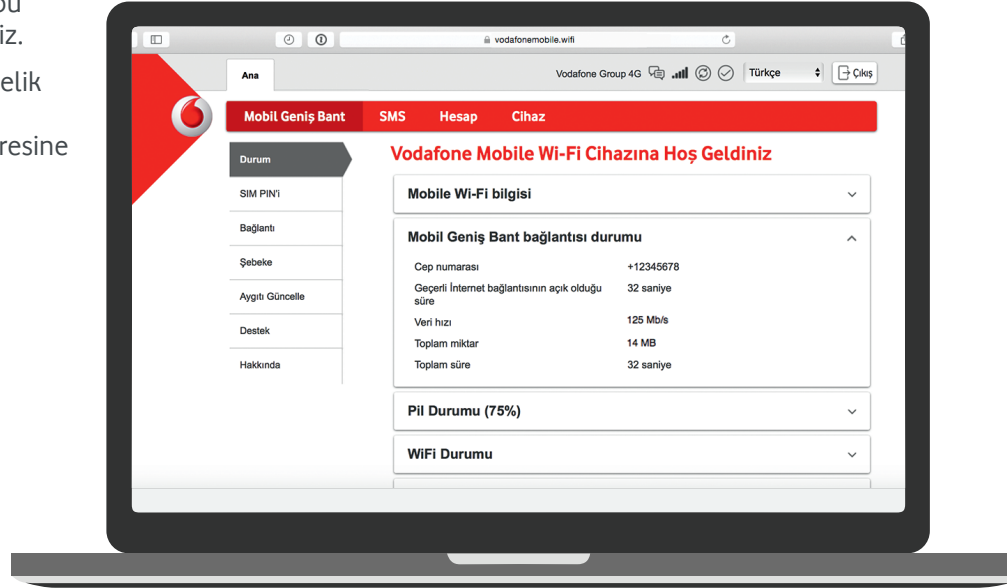 iz.
elik
resine
vodafonemobile.wifi
Ana
Vodafone Group 4G
Türkçe
Çıkış
Mobil Geniş Bant SMS Hesap Cihaz
Durum
SIM PIN'i
Bağlantı
Şebeke
Aygıtı Güncelle
Destek
Hakkında
Vodafone Mobile Wi-Fi Cihazına Hoş Geldiniz
Mobile Wi-Fi bilgisi
Mobil Geniş Bant bağlantısı durumu
Cep numarası +12345678
Geçerli İnternet bağlantısının açık olduğu 32 saniye
süre
Veri hızı 125 Mb/s
Toplam miktar 14 MB
Toplam süre 32 saniye
Pil Durumu (75%)
WiFi Durumu